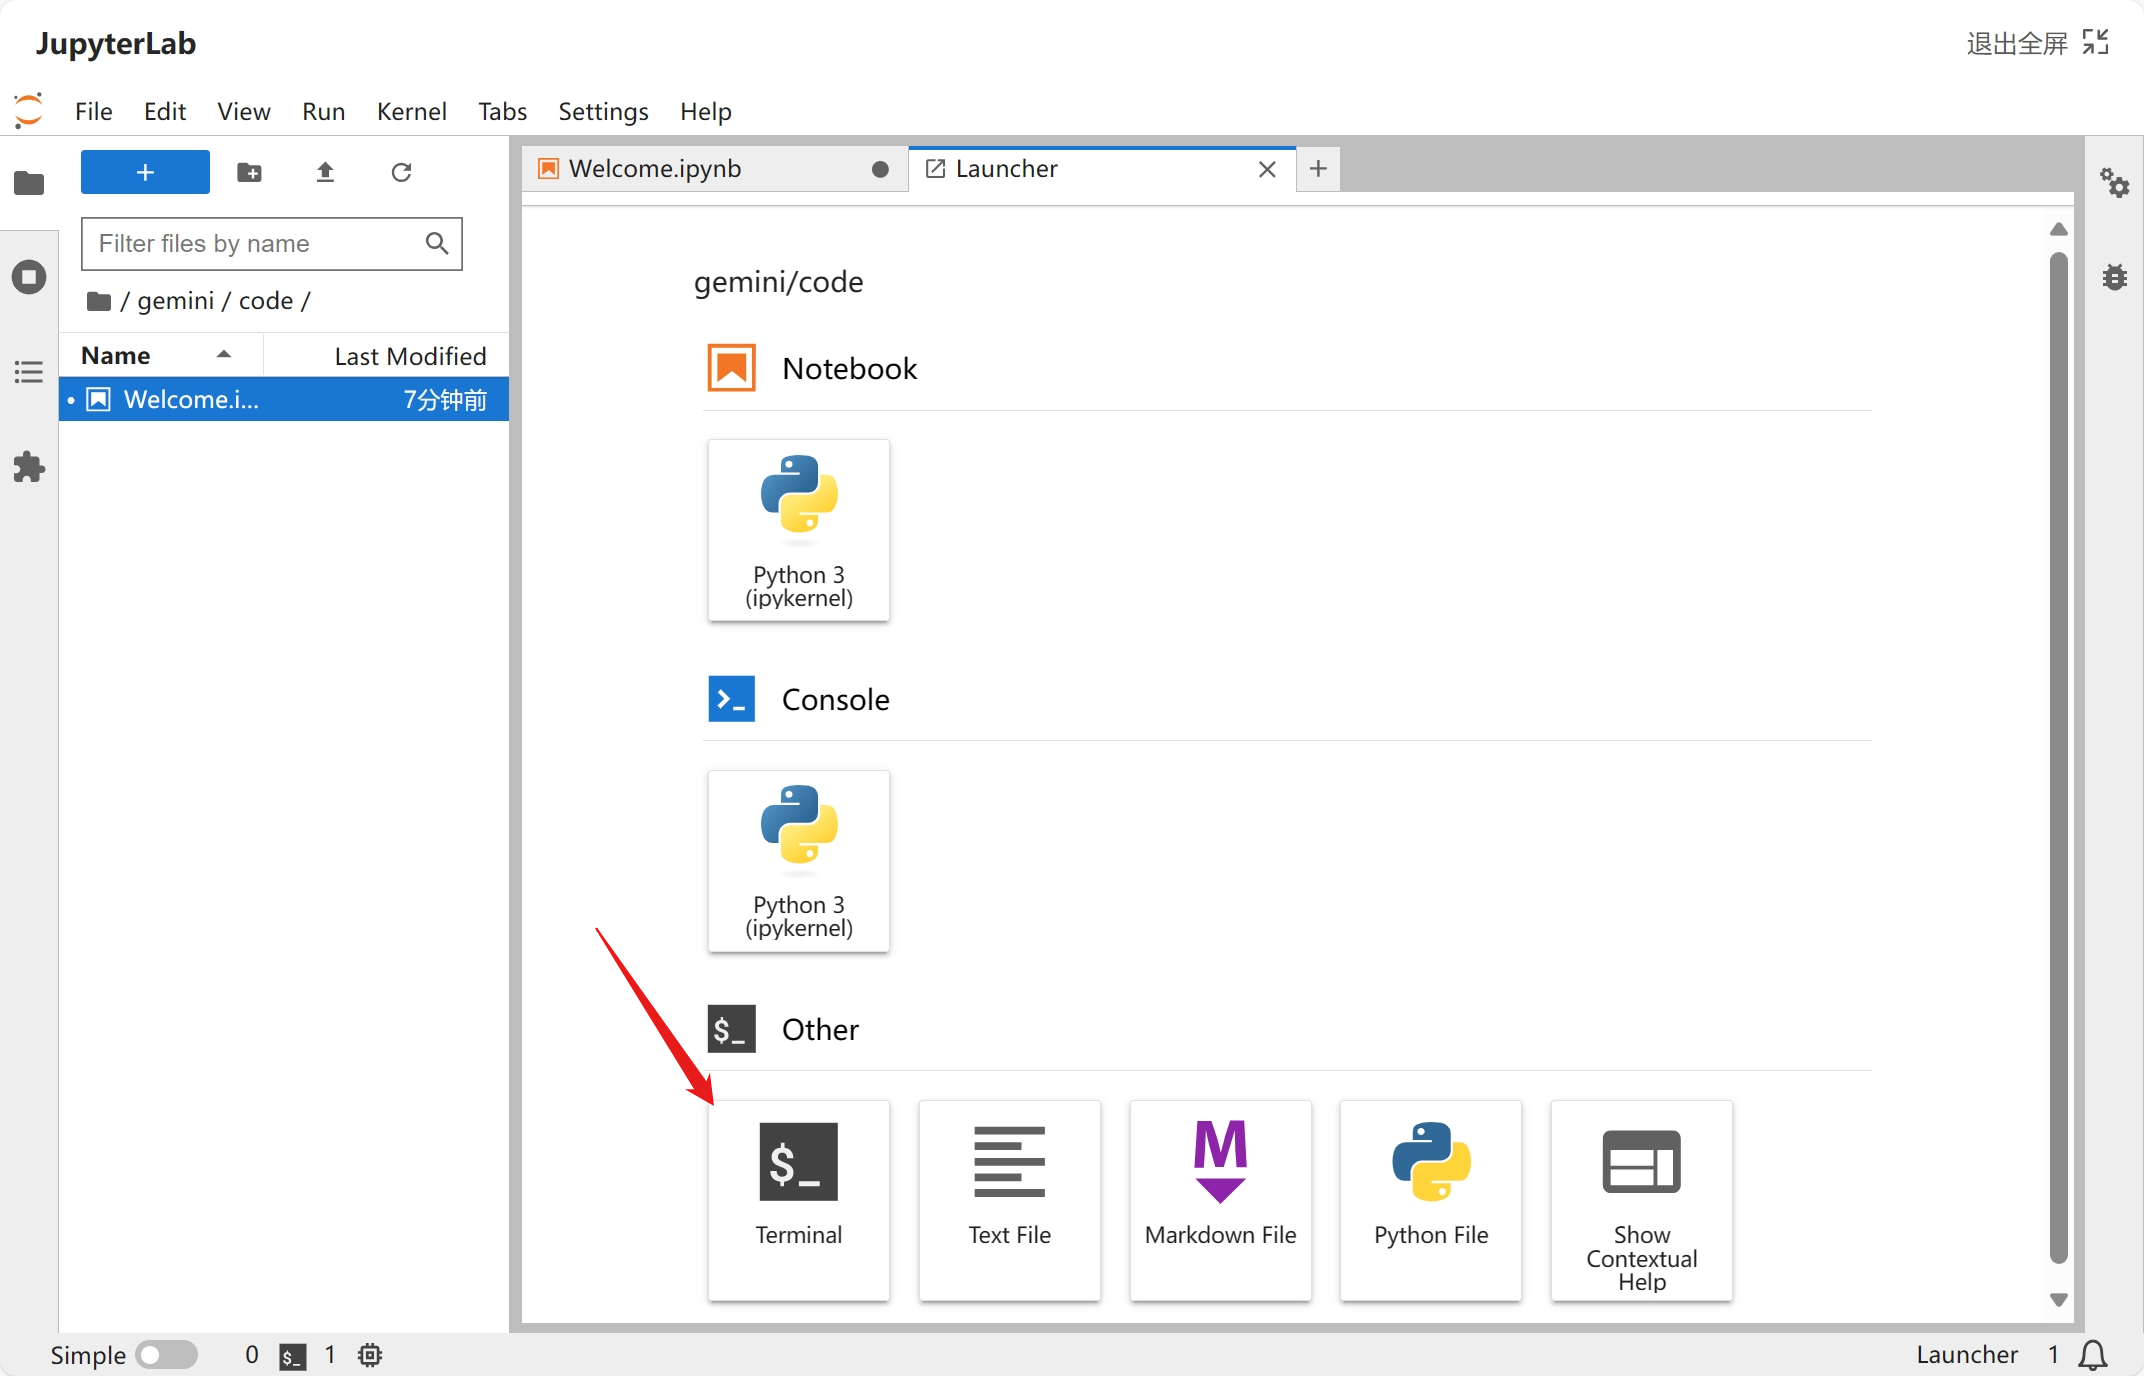 JupyterLab
退出全屏
File Edit View Run Kernel Tabs Settings Help
Filter files by name
/ gemini / code /
Name Last Modified
Welcome.i... 7分钟前
Welcome.ipynb
Launcher
gemini/code
Notebook
Python 3
(ipykernel)
Console
Python 3
(ipykernel)
$_ Other
$_
Terminal
Text File
M
Markdown File
Python File
Show
Contextual
Help
Simple 0 $_ 1
Launcher 1